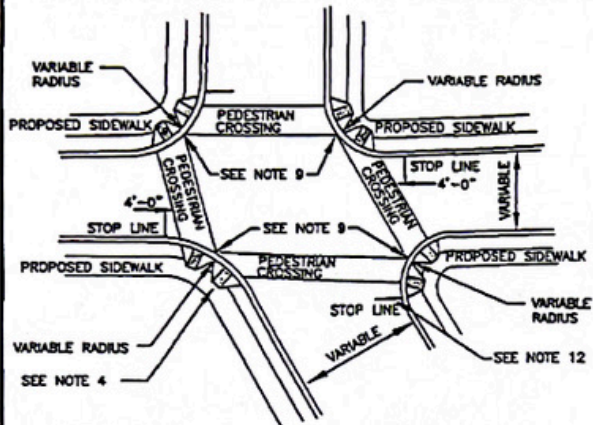 VARIABLE
RADIUS
VARIABLE RADIUS
PEDESTRIAN
CROSSING
PROPOSED SIDEWALK
PROPOSED SIDEWALK
SEE NOTE 9
STOP LINE
4'-0"
VARIABLE
PEDESTRIAN
CROSSING
PEDESTRIAN
CROSSING
4'-0"
STOP LINE
SEE NOTE 9
PEDESTRIAN
CROSSING
PROPOSED SIDEWALK
PROPOSED SIDEWALK
STOP LINE
VARIABLE
RADIUS
VARIABLE RADIUS
VARIABLE
SEE NOTE 12
SEE NOTE 4